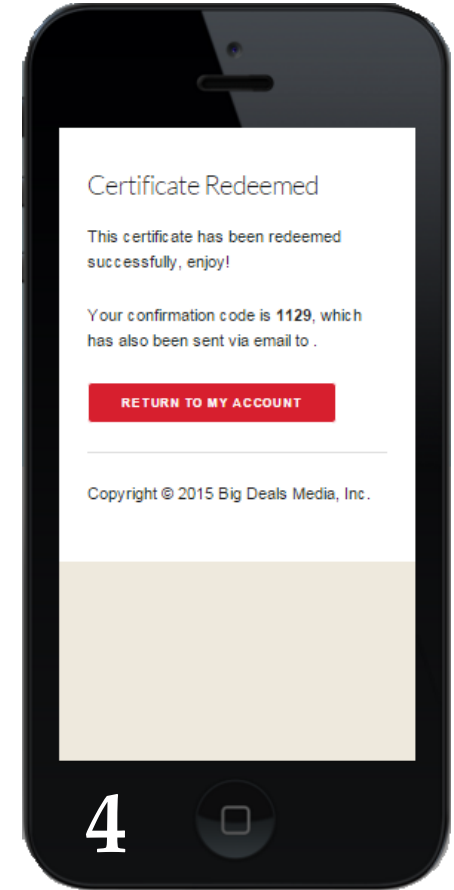 Certificate Redeemed
This certificate has been redeemed
successfully, enjoy!
Your confirmation code is 1129, which
has also been sent via email to .
RETURN TO MY ACCOUNT
Copyright © 2015 Big Deals Media, Inc.
4